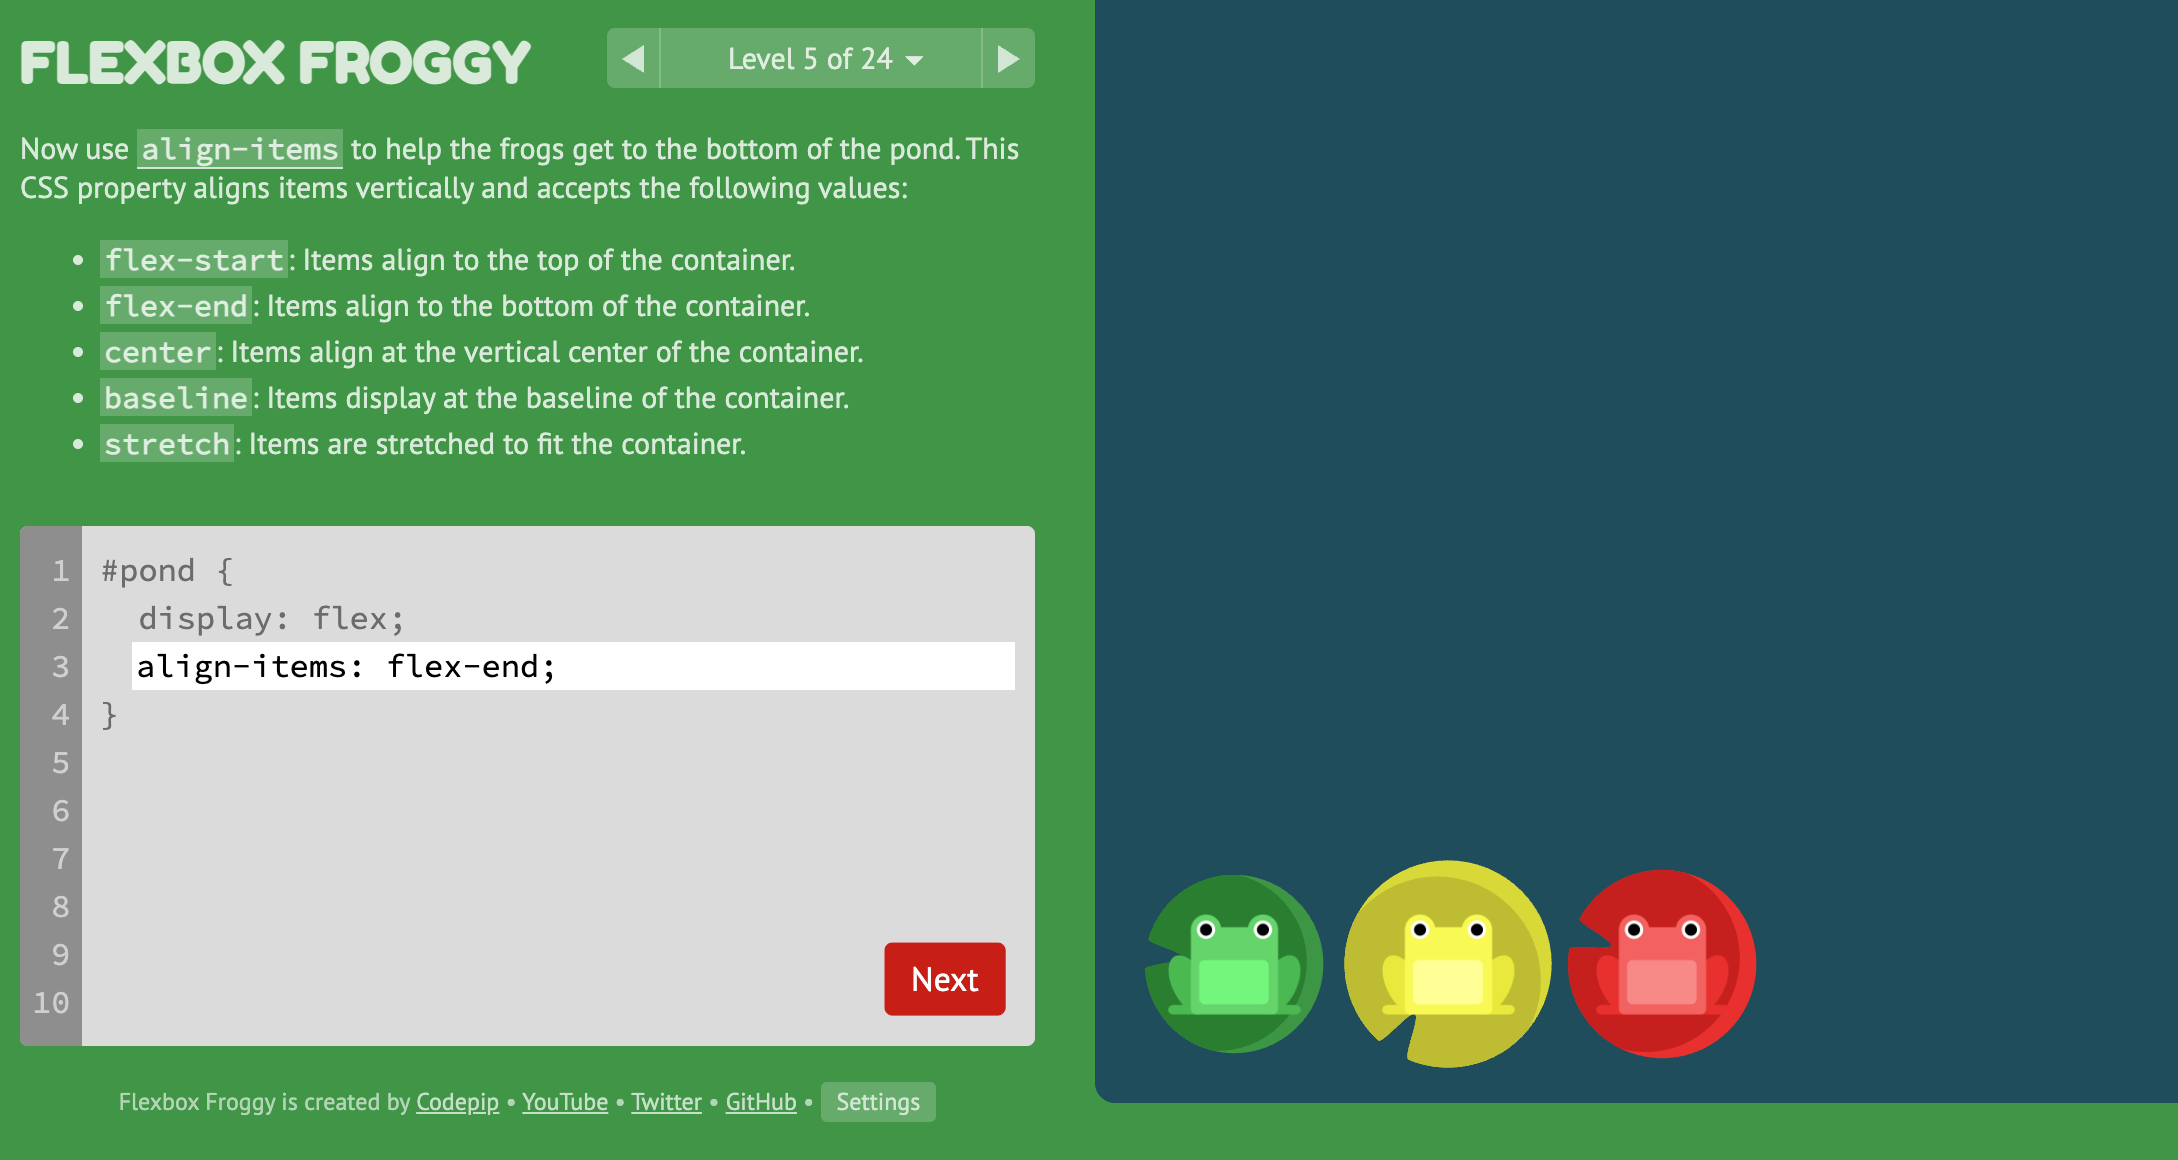 FLEXBOX FROGGY
Level 5 of 24
Now use align-items to help the frogs get to the bottom of the pond. This
CSS property aligns items vertically and accepts the following values:
• flex-start: Items align to the top of the container.
• flex-end: Items align to the bottom of the container.
• center: Items align at the vertical center of the container.
• baseline: Items display at the baseline of the container.
• stretch: Items are stretched to fit the container.
1 #pond {
2 display: flex;
3 align-items: flex-end;
4 }
5
6
7
8
9
10
Next
Flexbox Froggy is created by Codepip • YouTube • Twitter • GitHub • Settings